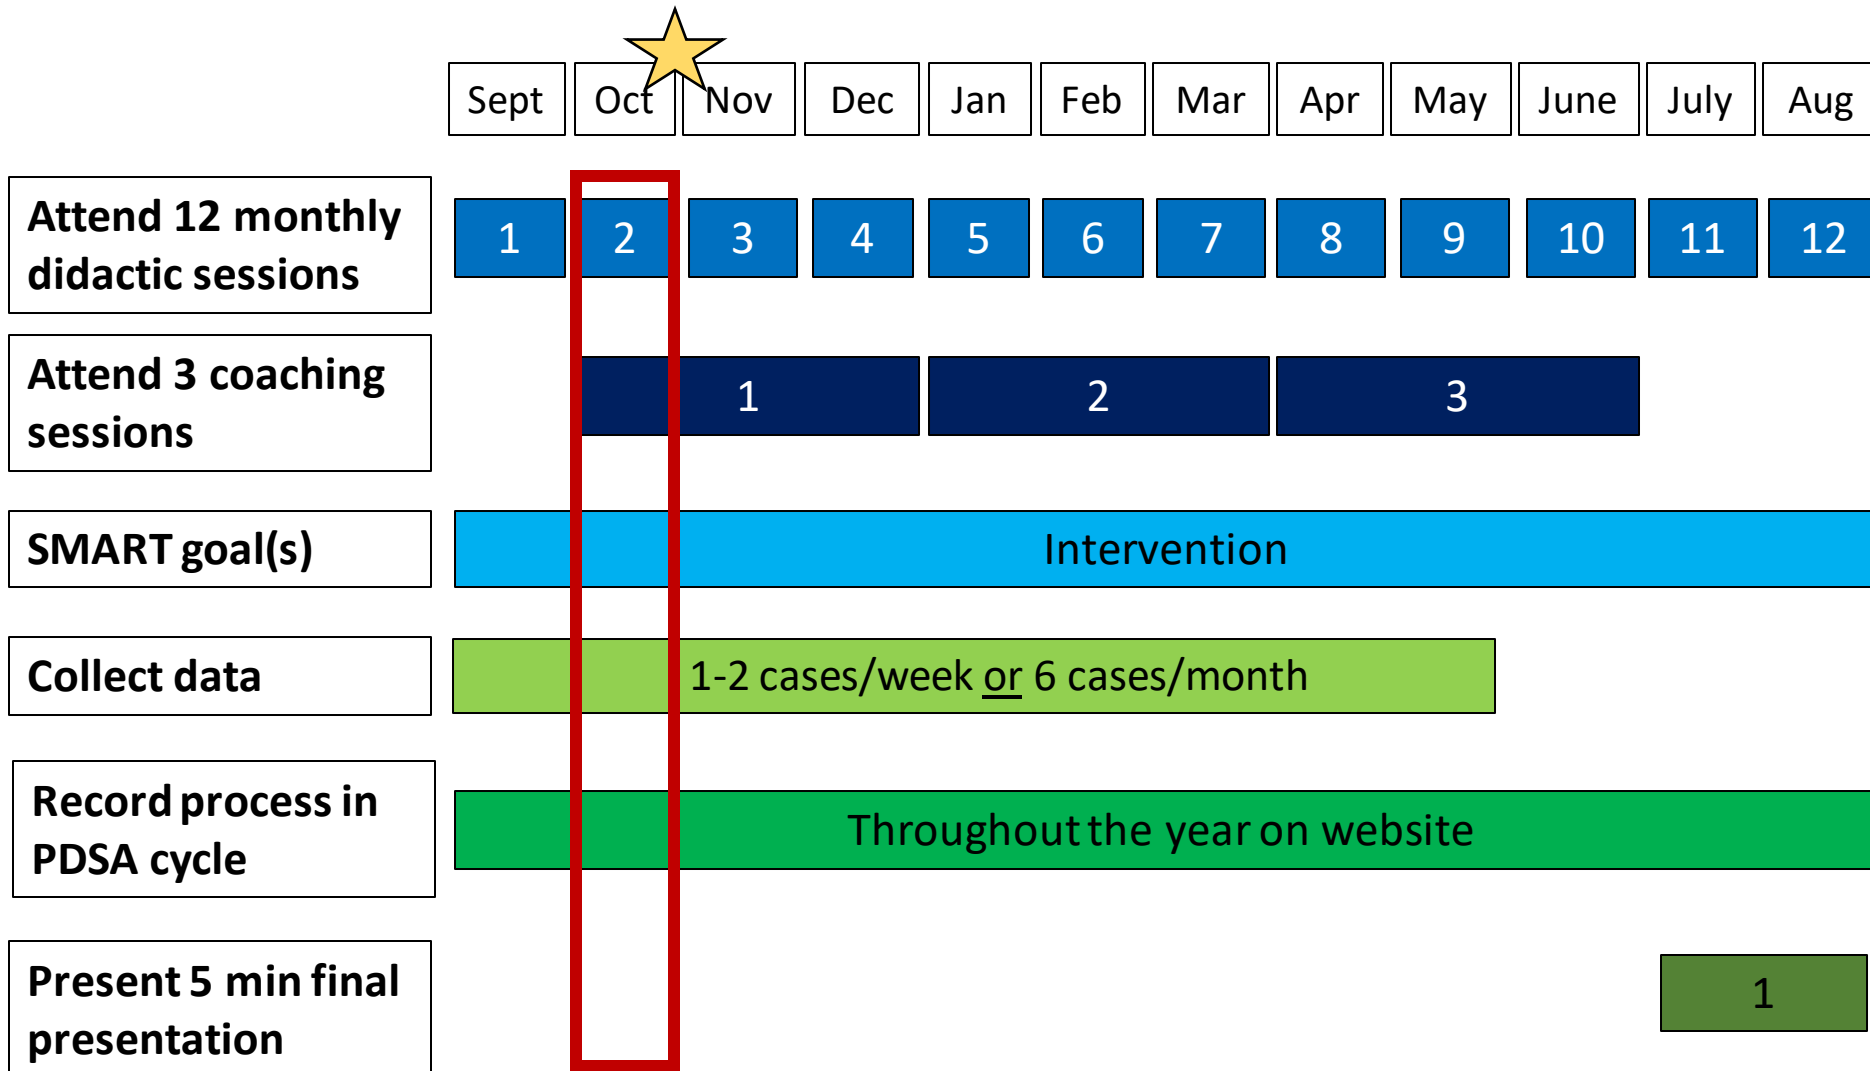 Sept Oct Nov Dec Jan Feb Mar Apr May June July Aug
Attend 12 monthly
didactic sessions
1 2 3 4 5 6 7 8 9 10 11 12
Attend 3 coaching
sessions
1 2 3
SMART goal(s)
Intervention
Collect data
1-2 cases/week or 6 cases/month
Record process in
PDSA cycle
Throughout the year on website
Present 5 min final
presentation
1